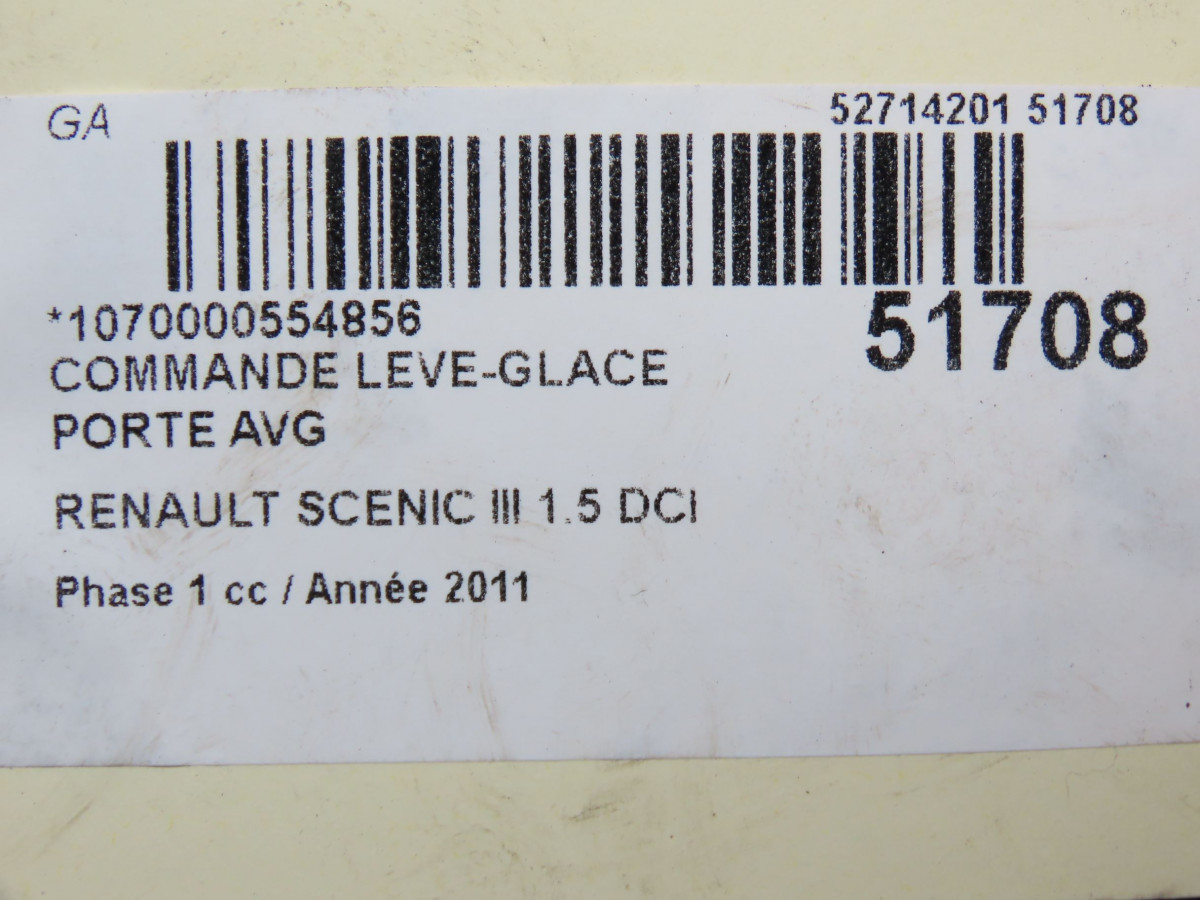 GA
52714201 51708
*1070000554856
51708
COMMANDE LEVE-GLACE
PORTE AVG
RENAULT SCENIC III 1.5 DCI
Phase 1 cc / Année 2011